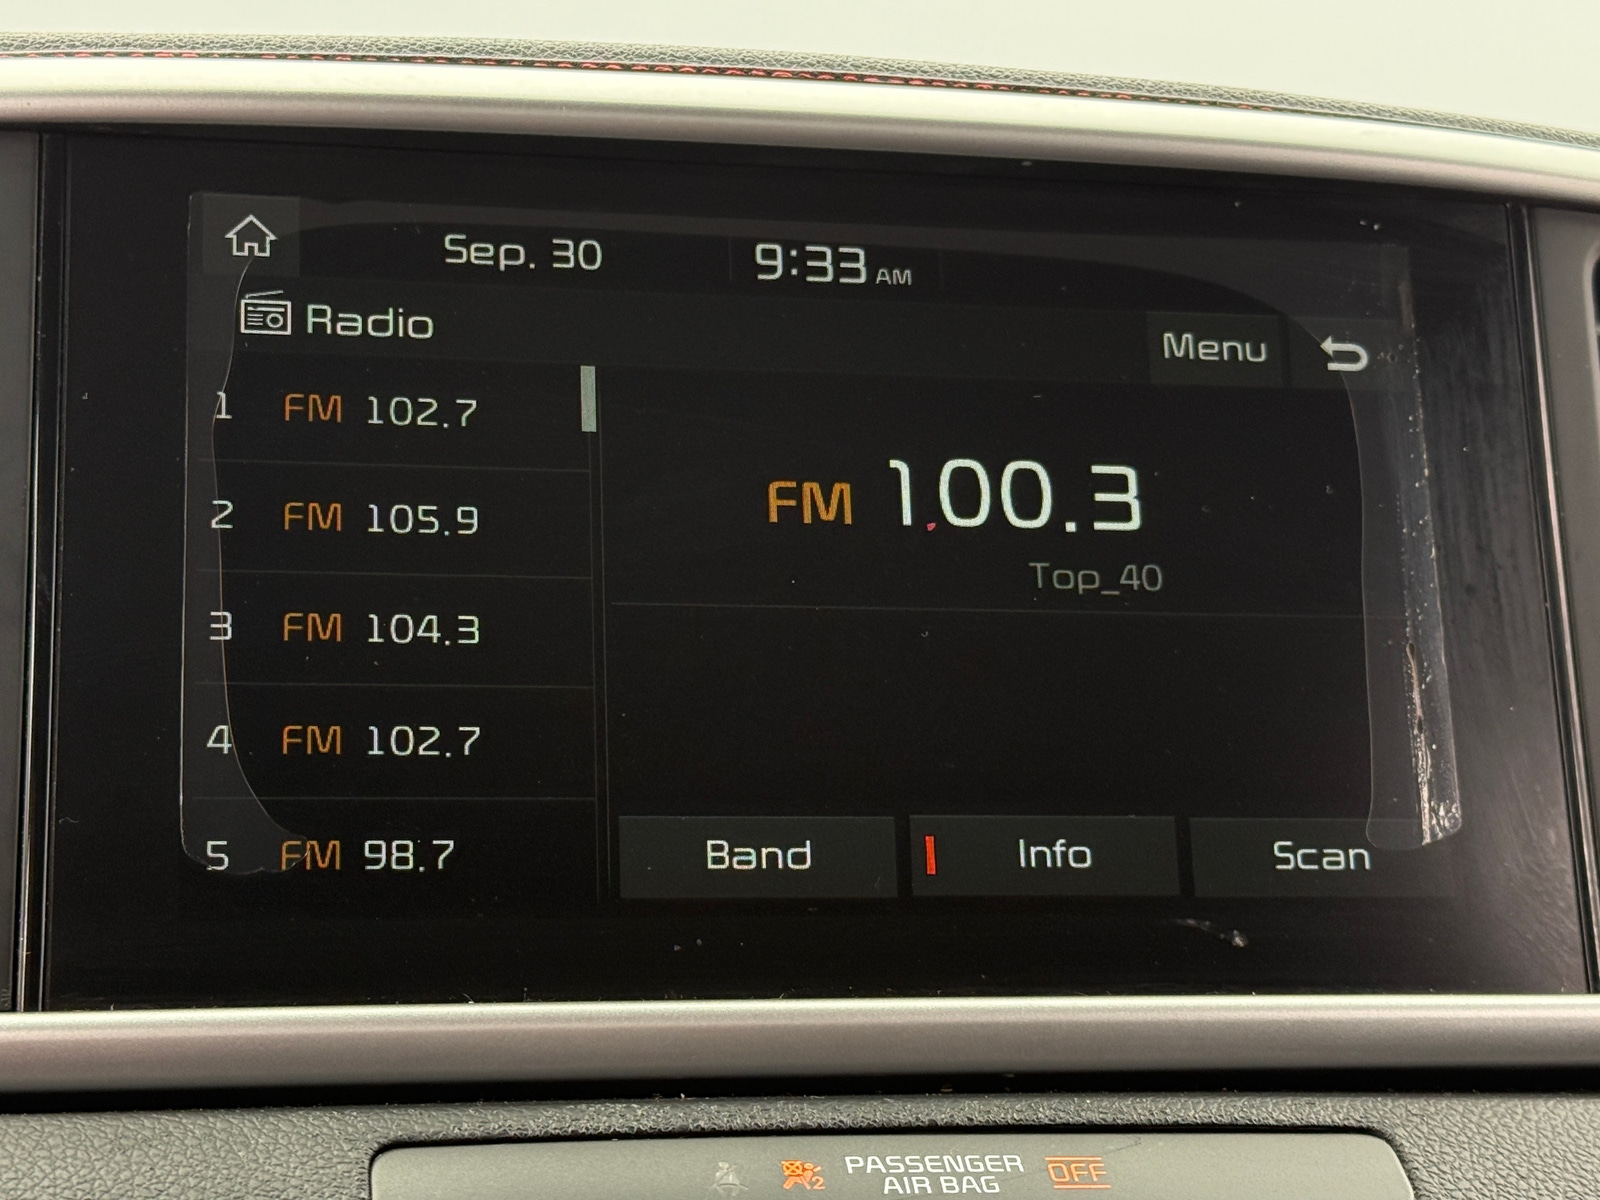 Sep. 30 9:33 AM
Radio
Menu
1 FM 102.7
2 FM 105.9
3 FM 104.3
4 FM 102.7
5 FM 98.7
FM 100.3
Top_40
Band Info Scan
2 PASSENGER AIR BAG OFF